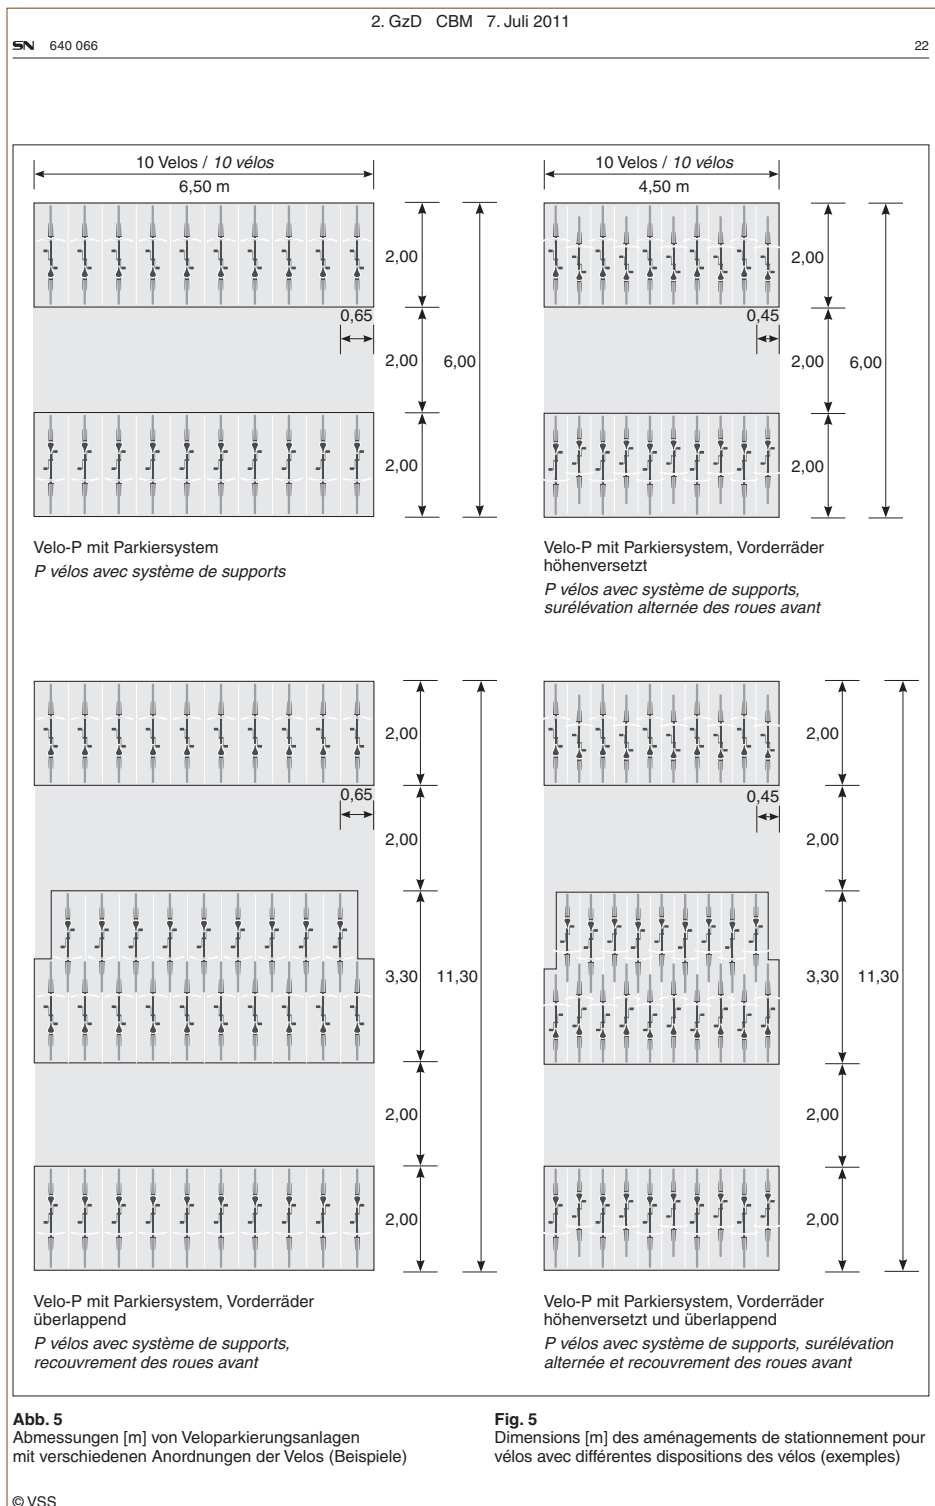 2. GzD CBM 7. Juli 2011
SN 640 066
22
10 Velos / 10 vélos
6,50 m
2,00
0,65
2,00
6,00
2,00
Velo-P mit Parkiersystem
P vélos avec système de supports
10 Velos / 10 vélos
4,50 m
2,00
0,45
2,00
6,00
2,00
Velo-P mit Parkiersystem, Vorderräder
höhenversetzt
P vélos avec système de supports,
surélévation alternée des roues avant
2,00
0,65
2,00
3,30
11,30
2,00
2,00
Velo-P mit Parkiersystem, Vorderräder
überlappend
P vélos avec système de supports,
recouvrement des roues avant
2,00
0,45
2,00
3,30
11,30
2,00
2,00
Velo-P mit Parkiersystem, Vorderräder
höhenversetzt und überlappend
P vélos avec système de supports, surélévation
alternée et recouvrement des roues avant
Abb. 5
Abmessungen [m] von Veloparkierungsanlagen
mit verschiedenen Anordnungen der Velos (Beispiele)
Fig. 5
Dimensions [m] des aménagements de stationnement pour
vélos avec différentes dispositions des vélos (exemples)
© VSS